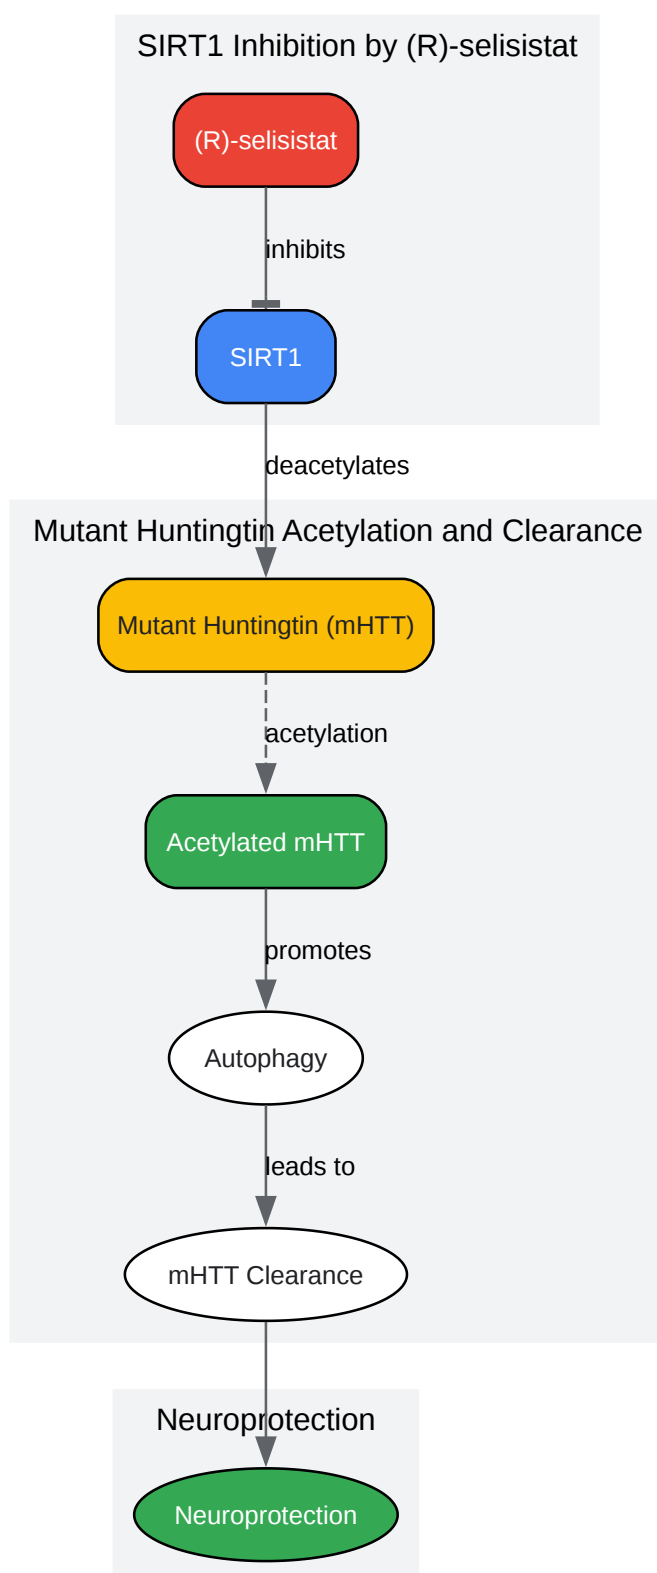 SIRT1 Inhibition by (R)-selisistat
(R)-selisistat
inhibits
SIRT1
deacetylates
Mutant Huntingtin Acetylation and Clearance
Mutant Huntingtin (mHTT)
acetylation
Acetylated mHTT
promotes
Autophagy
leads to
mHTT Clearance
Neuroprotection
Neuroprotection